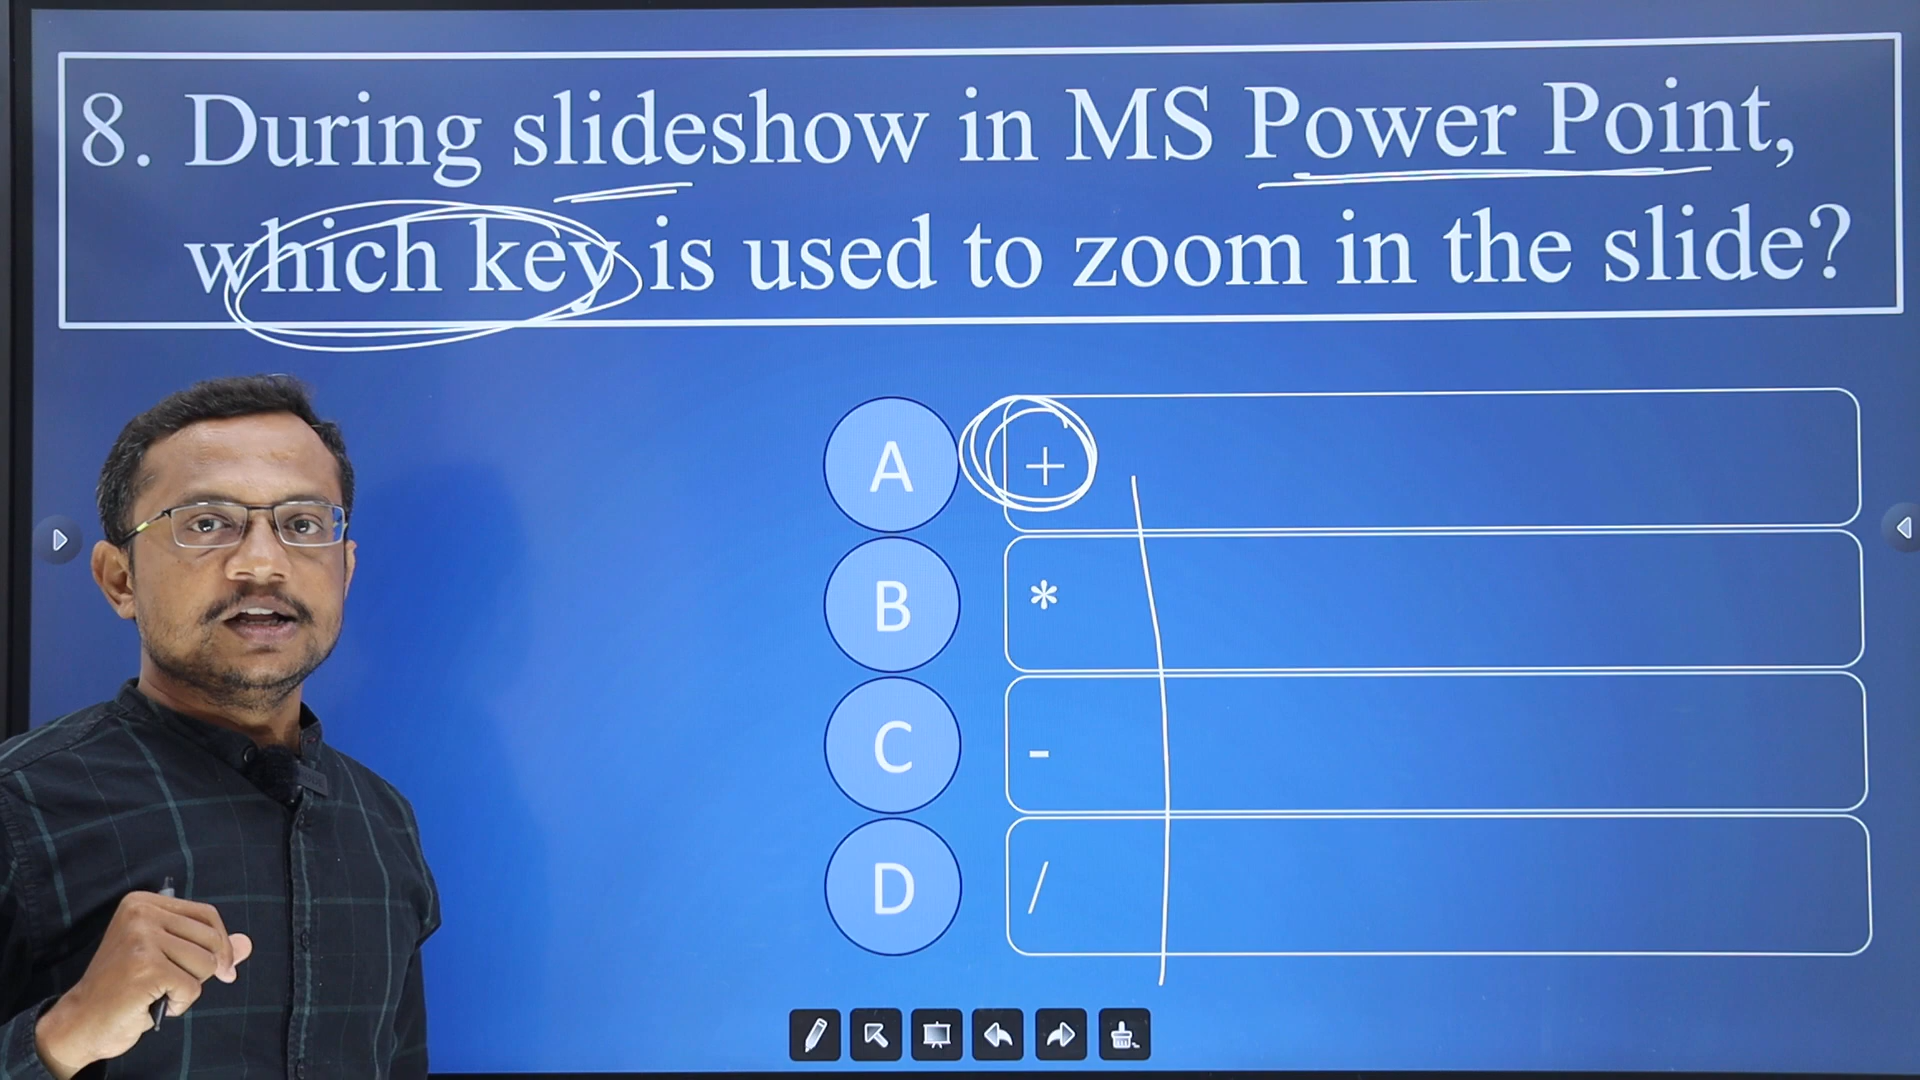 8. During slideshow in MS Power Point,
which key is used to zoom in the slide?
A +
B *
C -
D /